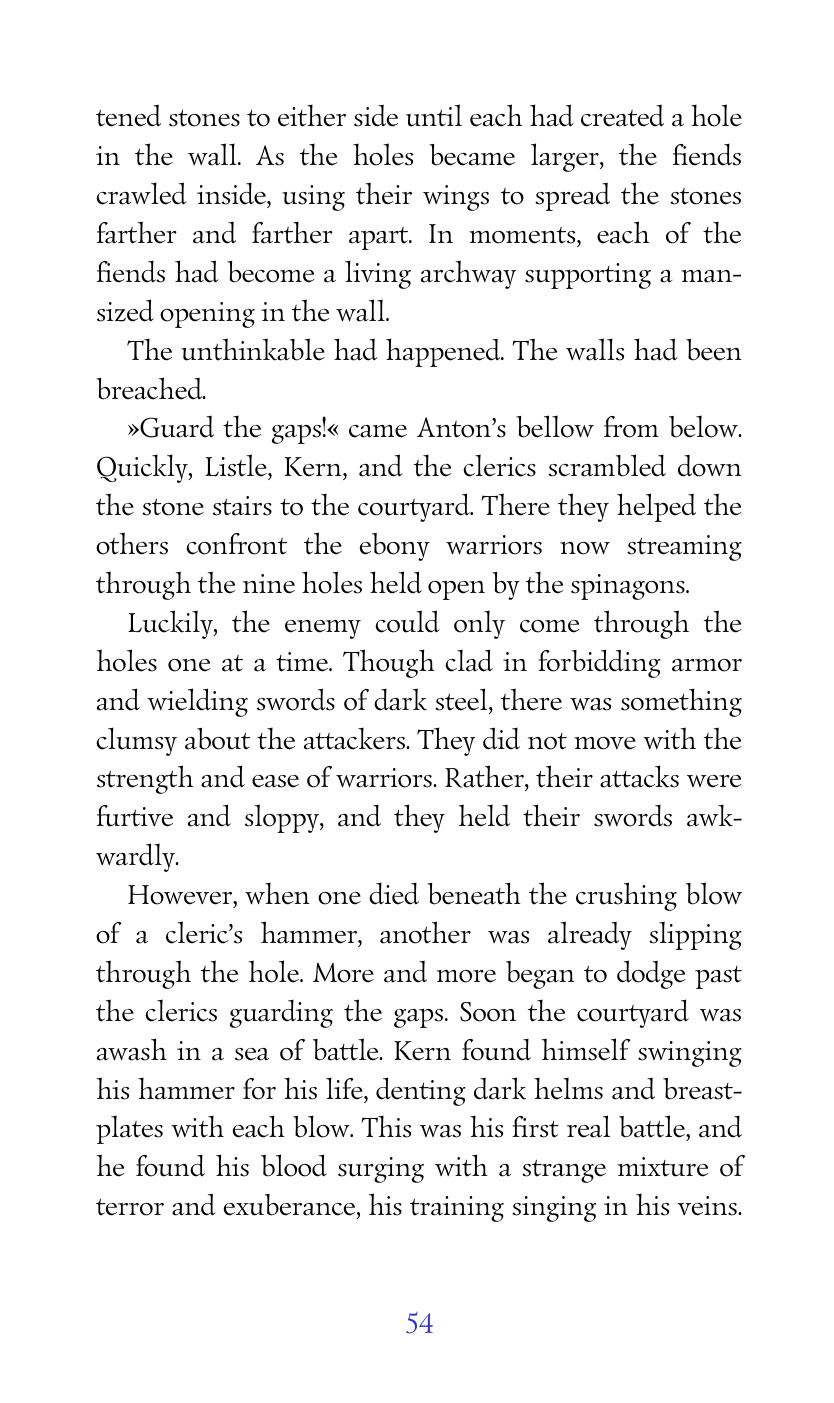 tened stones to either side until each had created a hole
in the wall. As the holes became larger, the fiends
crawled inside, using their wings to spread the stones
farther and farther apart. In moments, each of the
fiends had become a living archway supporting a man-
sized opening in the wall.
The unthinkable had happened. The walls had been
breached.
»Guard the gaps!« came Anton’s bellow from below.
Quickly, Listle, Kern, and the clerics scrambled down
the stone stairs to the courtyard. There they helped the
others confront the ebony warriors now streaming
through the nine holes held open by the spinagons.
Luckily, the enemy could only come through the
holes one at a time. Though clad in forbidding armor
and wielding swords of dark steel, there was something
clumsy about the attackers. They did not move with the
strength and ease of warriors. Rather, their attacks were
furtive and sloppy, and they held their swords awk-
wardly.
However, when one died beneath the crushing blow
of a cleric’s hammer, another was already slipping
through the hole. More and more began to dodge past
the clerics guarding the gaps. Soon the courtyard was
awash in a sea of battle. Kern found himself swinging
his hammer for his life, denting dark helms and breast-
plates with each blow. This was his first real battle, and
he found his blood surging with a strange mixture of
terror and exuberance, his training singing in his veins.
54